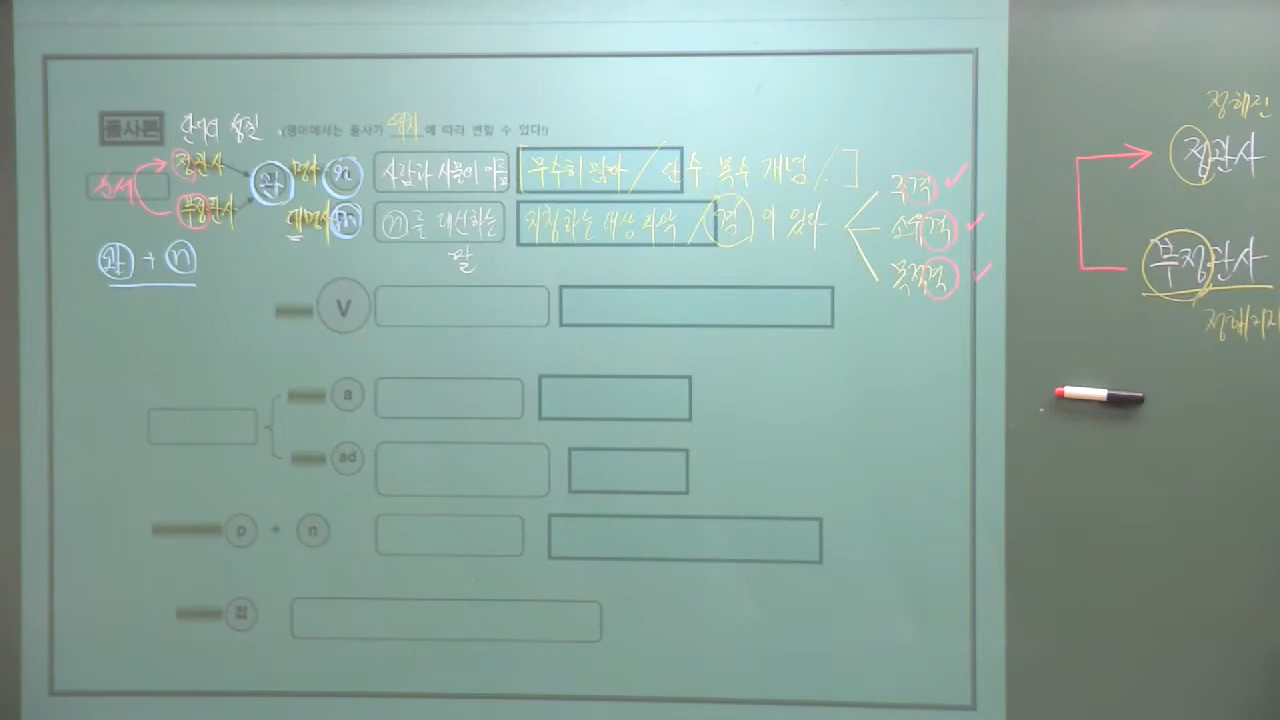 품사론 단어의 성질 (영어에서는 품사가 위치 에 따라 변할 수 있다!)
순서 정관사 관 명사 n 사람과 사물의 이름 [무수히 많다 / 단수 복수 개념 / ]
부정관사 대명사 n을 대신하는 말 지칭하는 대상 파악 / 격이 있다
주격
소유격
목적격
관 + n
V
a
ad
p + n
접
정해진
정관사
부정관사